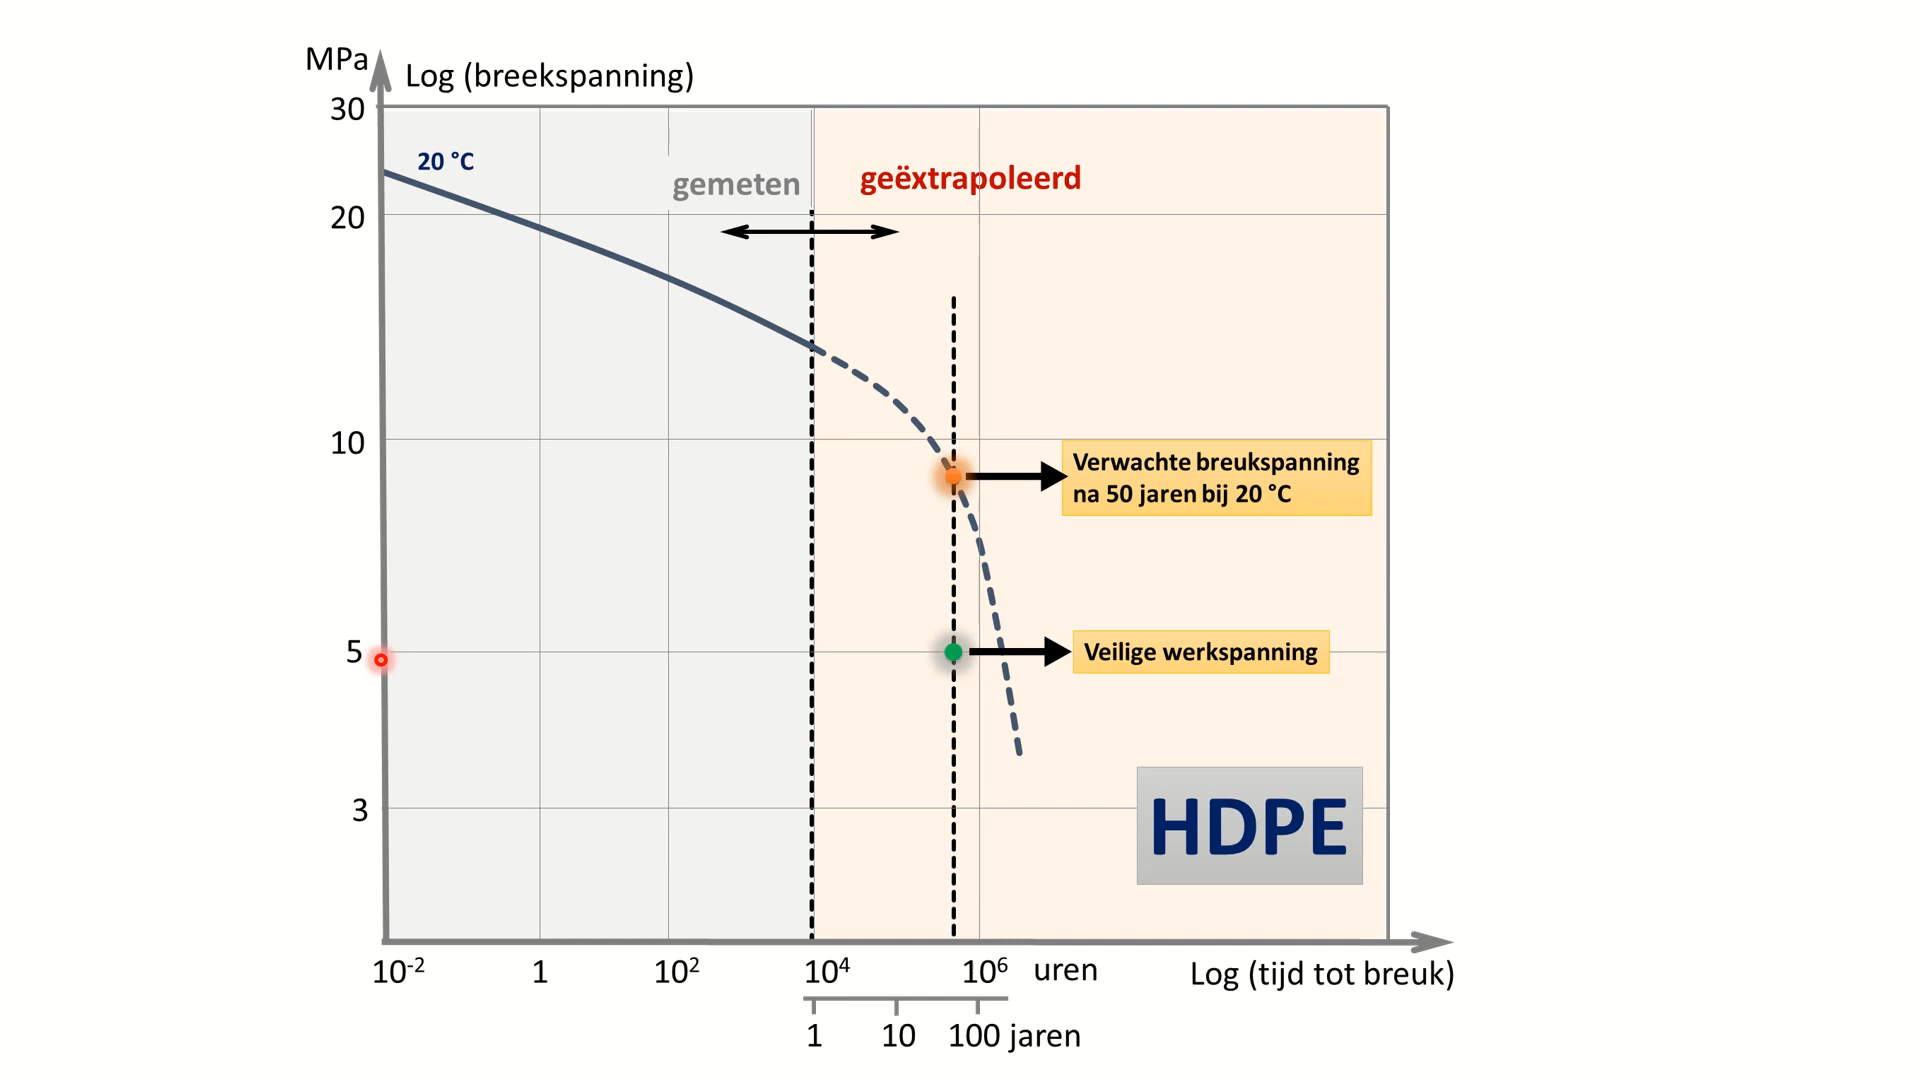 MPa
Log (breekspanning)
30
20 °C
gemeten
geëxtrapoleerd
20
10
Verwachte breukspanning
na 50 jaren bij 20 °C
5
Veilige werkspanning
3
HDPE
10⁻² 1 10² 10⁴ 10⁶ uren
Log (tijd tot breuk)
1 10 100 jaren